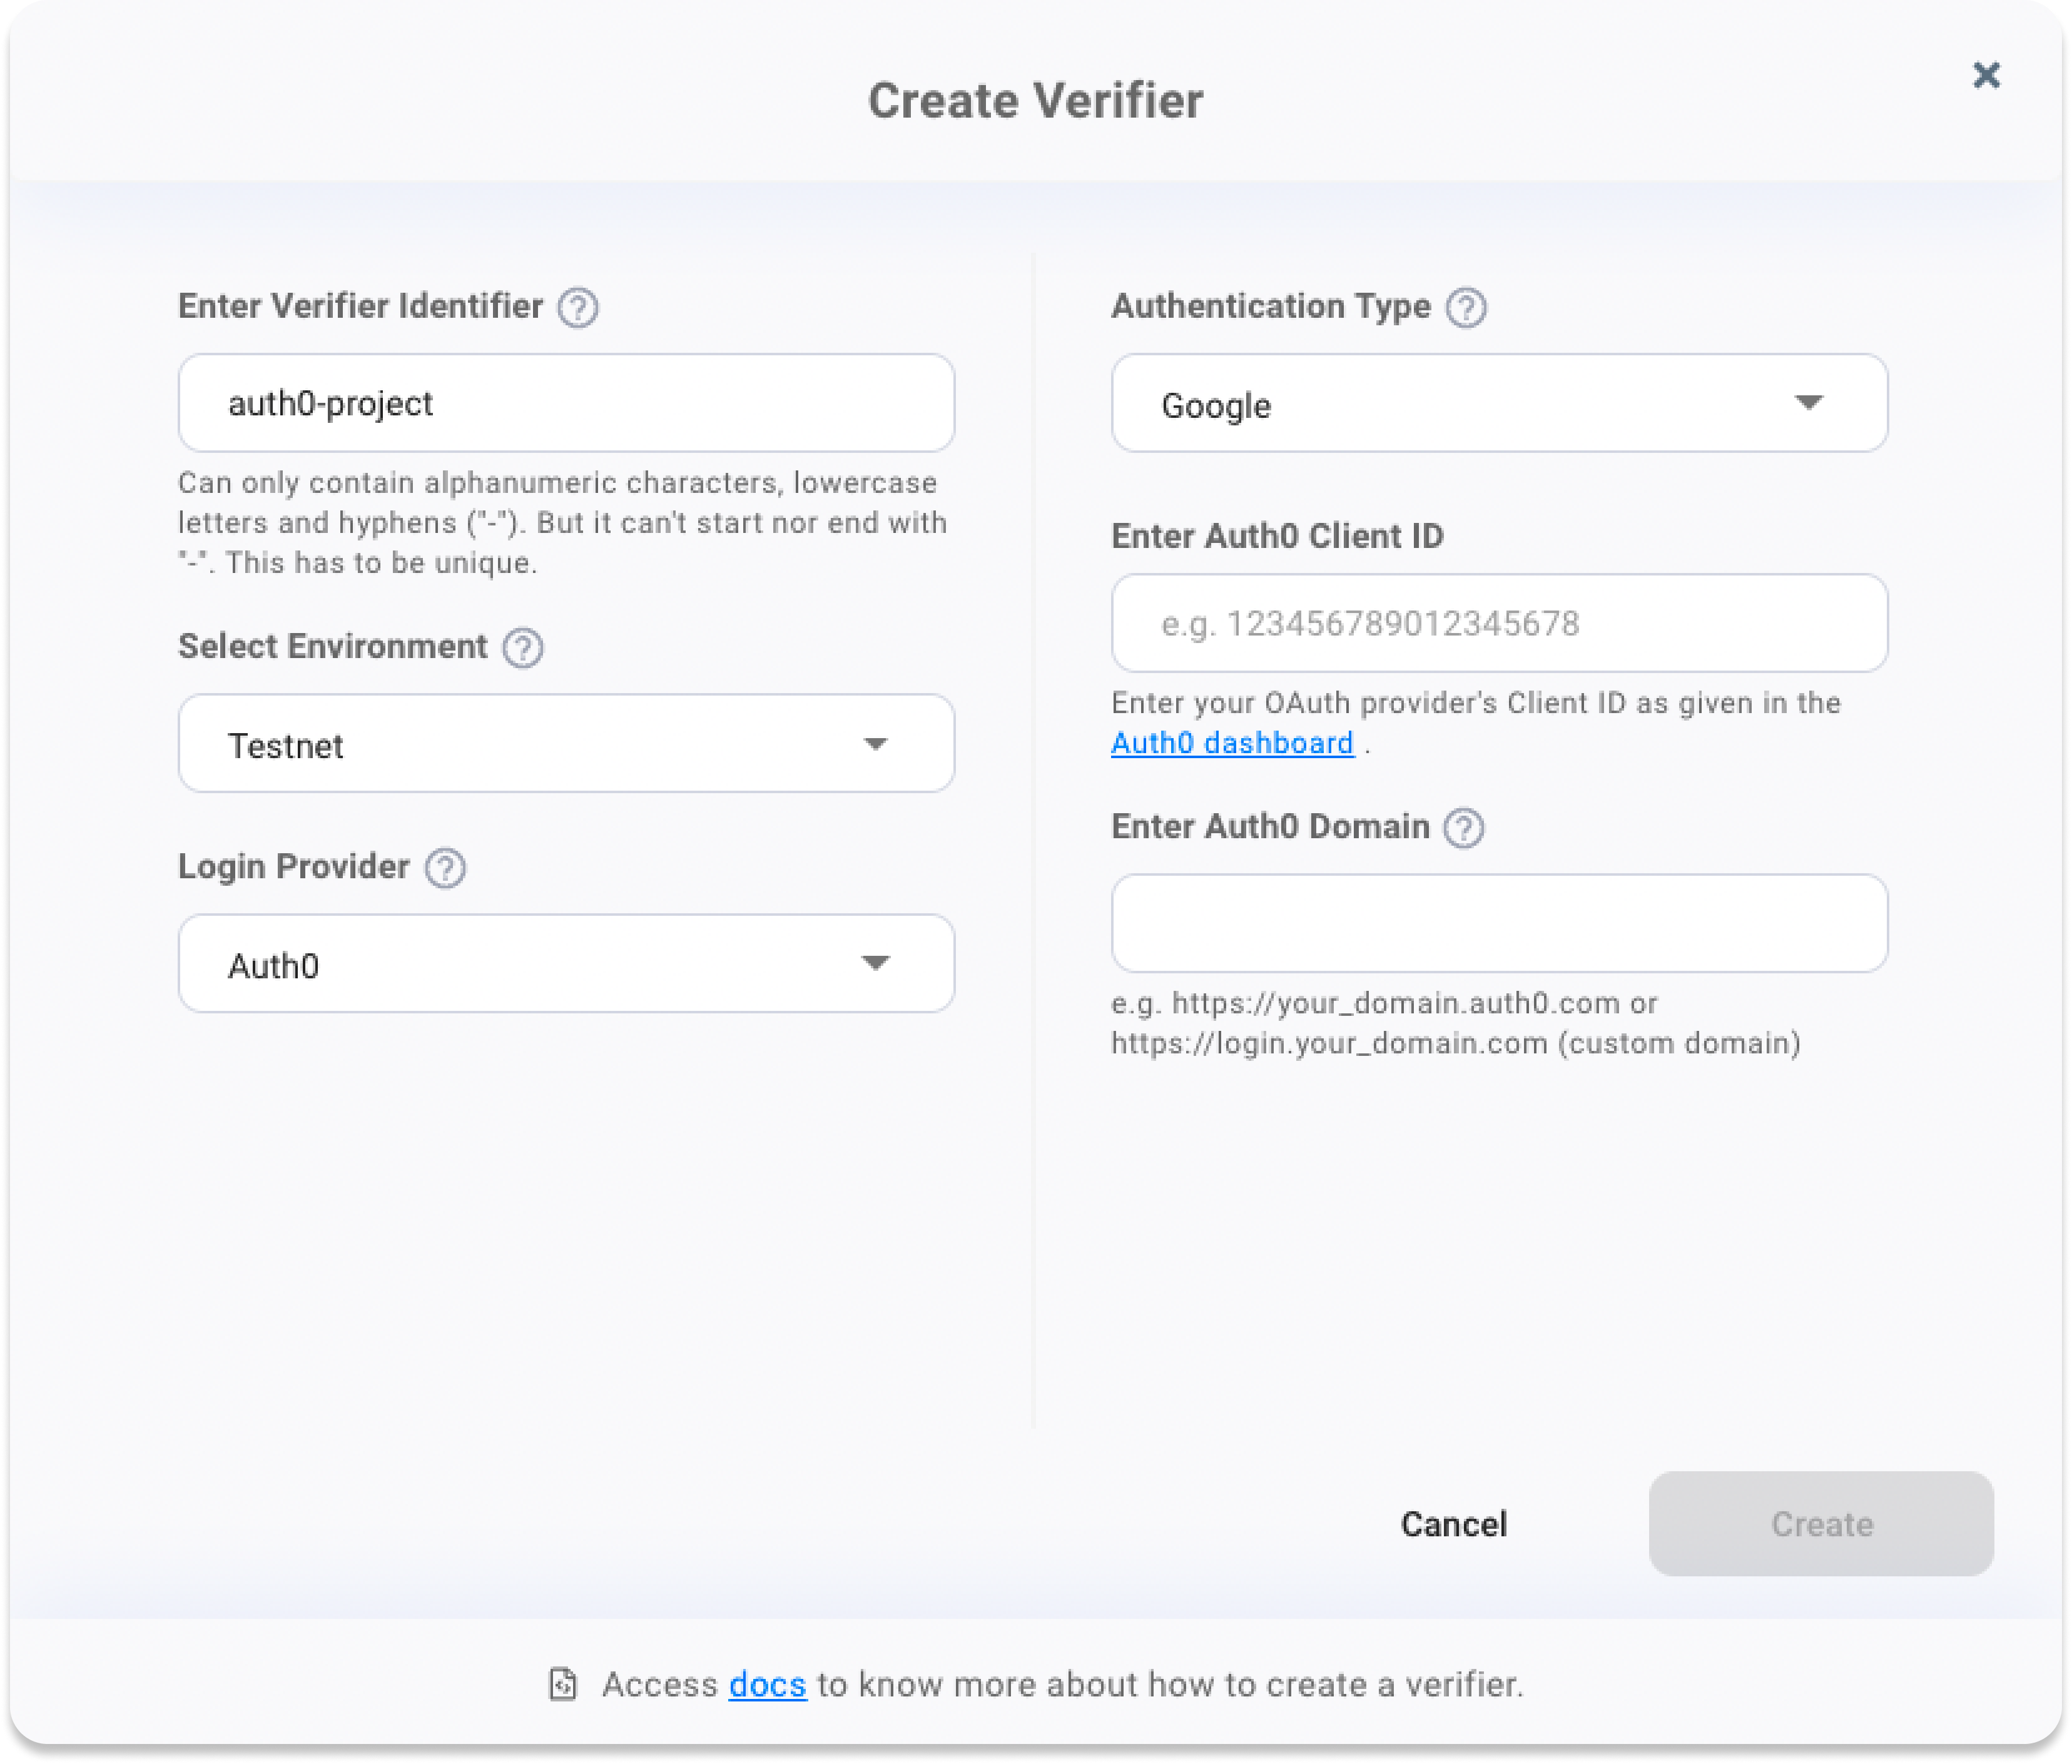 Create Verifier
Enter Verifier Identifier
auth0-project
Can only contain alphanumeric characters, lowercase
letters and hyphens ("-"). But it can't start nor end with
"-". This has to be unique.
Select Environment
Testnet
Login Provider
Auth0
Authentication Type
Google
Enter Auth0 Client ID
e.g. 123456789012345678
Enter your OAuth provider's Client ID as given in the
Auth0 dashboard .
Enter Auth0 Domain
e.g. https://your_domain.auth0.com or
https://login.your_domain.com (custom domain)
Cancel
Create
Access docs to know more about how to create a verifier.